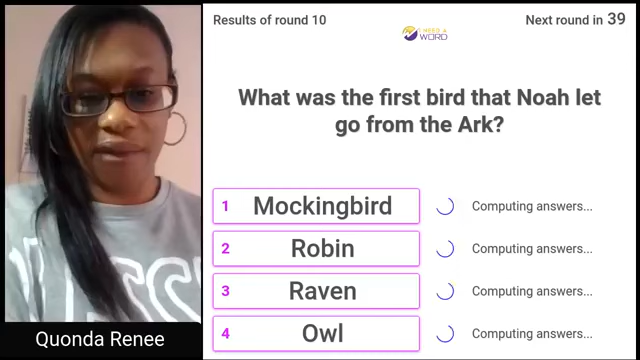 Results of round 10
I NEED A
WORD
Next round in 39
What was the first bird that Noah let
go from the Ark?
1 Mockingbird Computing answers...
2 Robin Computing answers...
3 Raven Computing answers...
4 Owl Computing answers...
Quonda Renee